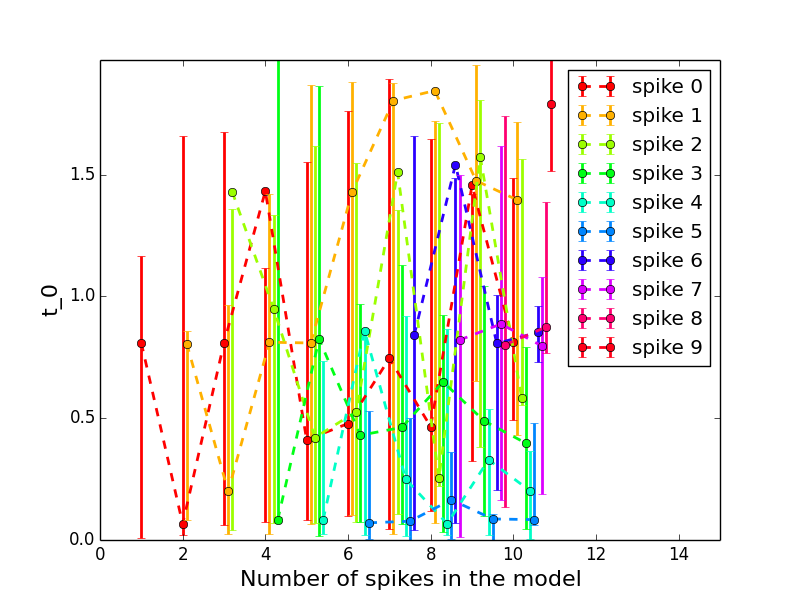 t_0
1.5
1.0
0.5
0.0
0 2 4 6 8 10 12 14
Number of spikes in the model
spike 0
spike 1
spike 2
spike 3
spike 4
spike 5
spike 6
spike 7
spike 8
spike 9